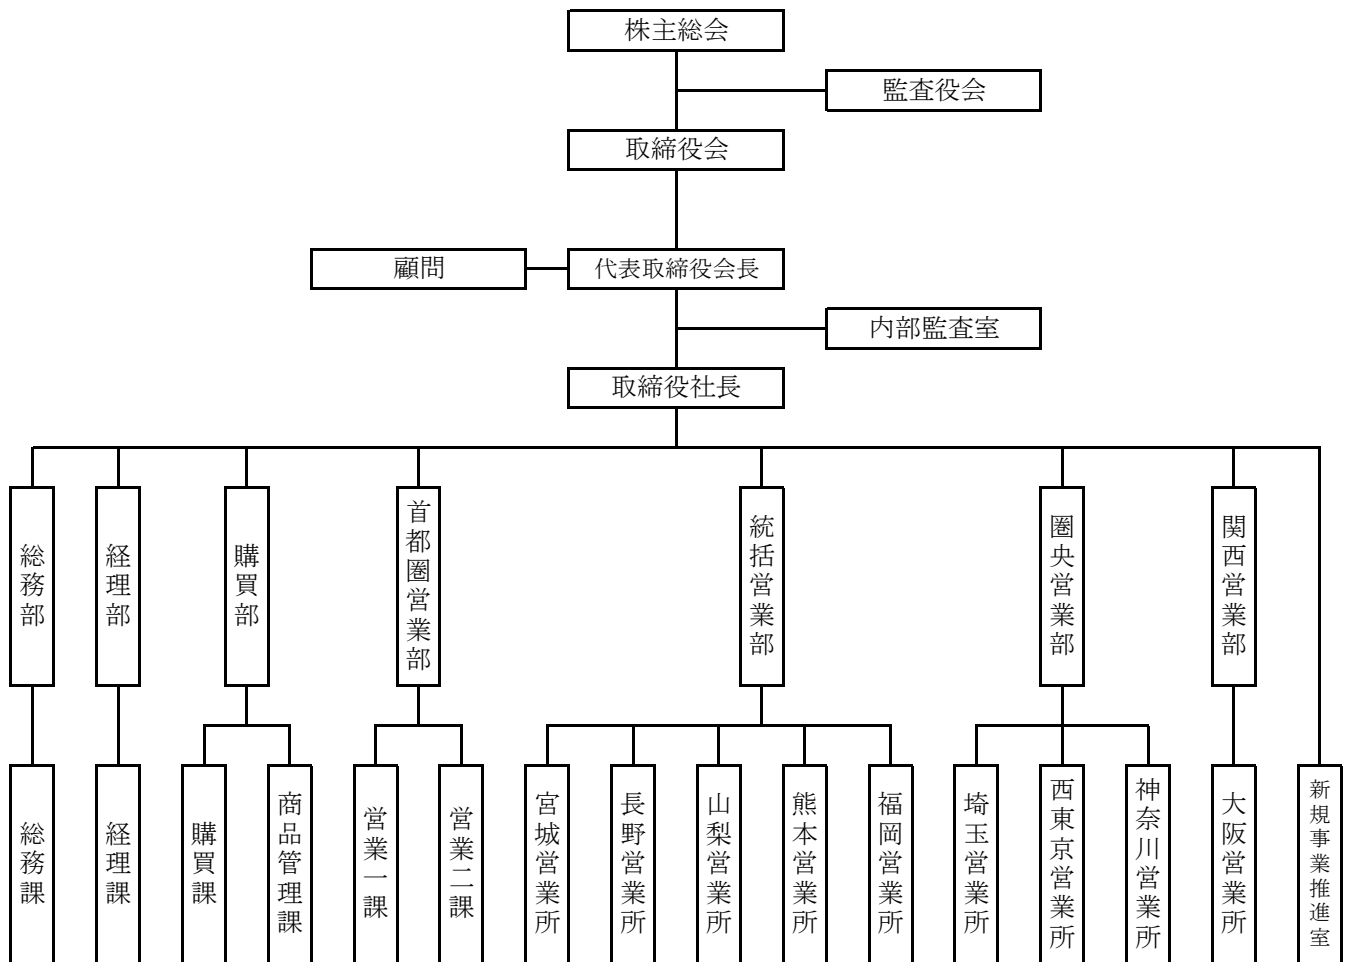 株主総会
監査役会
取締役会
顧問
代表取締役会長
内部監査室
取締役社長
総務部
経理部
購買部
首都圏営業部
統括営業部
圏央営業部
関西営業部
総務課
経理課
購買課
商品管理課
営業一課
営業二課
宮城営業所
長野営業所
山梨営業所
熊本営業所
福岡営業所
埼玉営業所
西東京営業所
神奈川営業所
大阪営業所
新規事業推進室